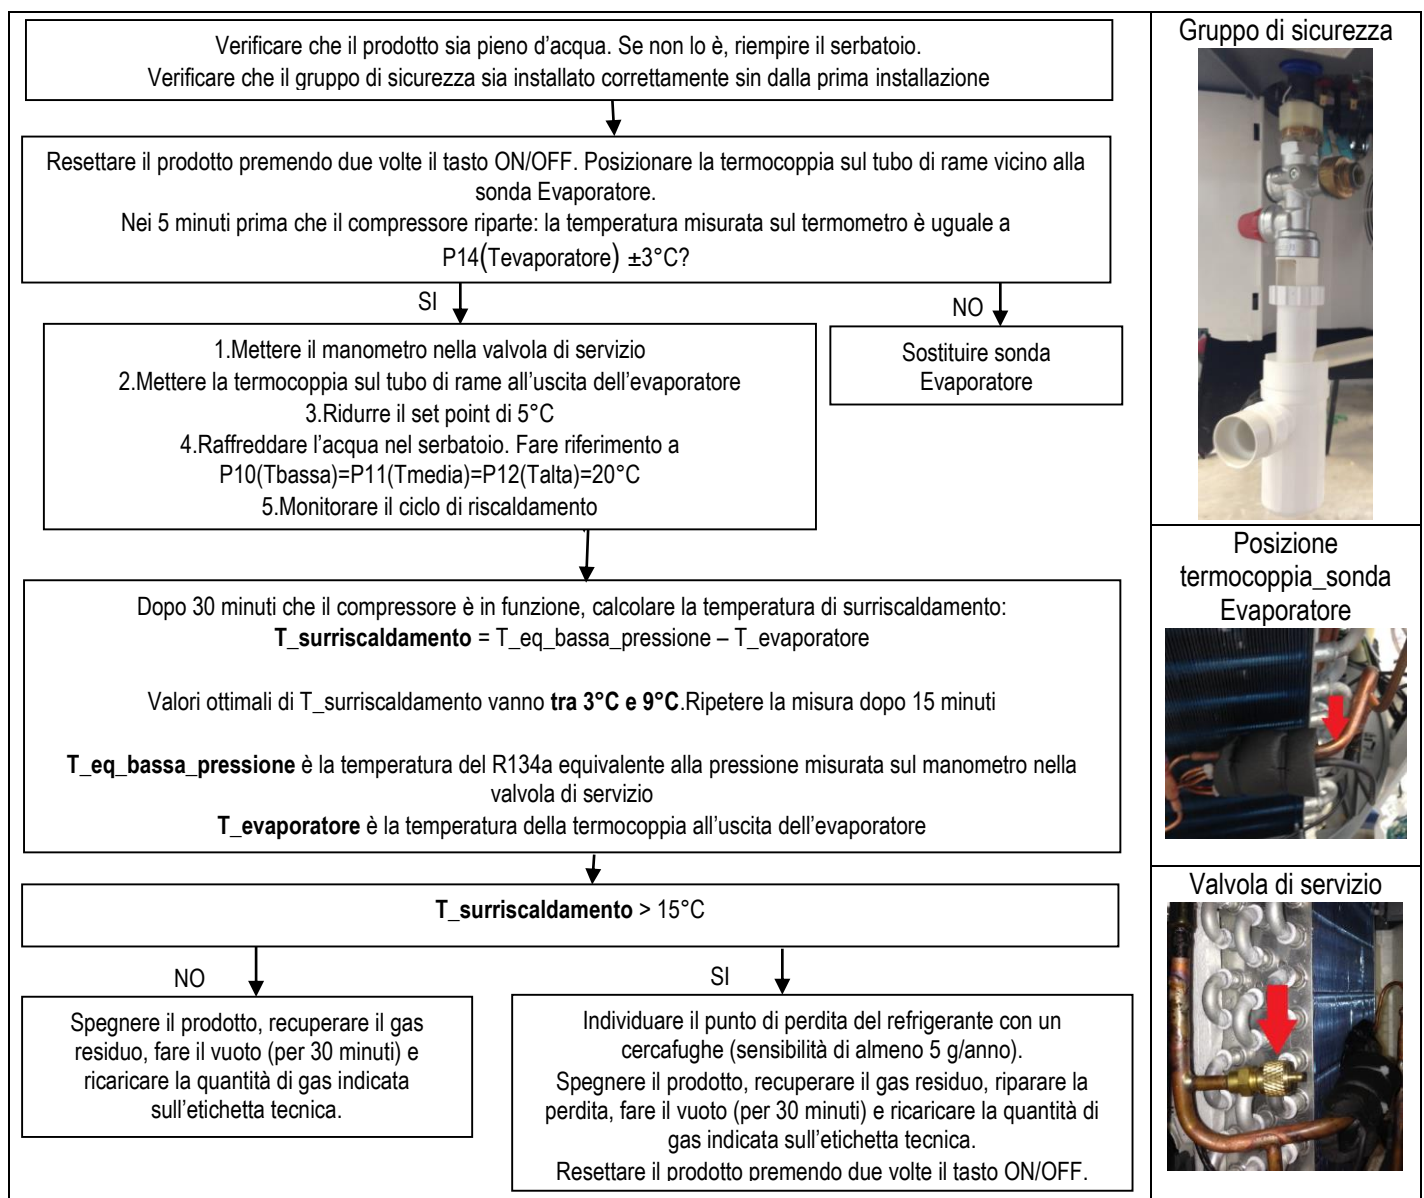 Verificare che il prodotto sia pieno d'acqua. Se non lo è, riempire il serbatoio.
Verificare che il gruppo di sicurezza sia installato correttamente sin dalla prima installazione
Resettare il prodotto premendo due volte il tasto ON/OFF. Posizionare la termocoppia sul tubo di rame vicino alla
sonda Evaporatore.
Nei 5 minuti prima che il compressore riparte: la temperatura misurata sul termometro è uguale a
P14(Tevaporatore) ±3°C?
SI
NO
1.Mettere il manometro nella valvola di servizio
2.Mettere la termocoppia sul tubo di rame all'uscita dell'evaporatore
3.Ridurre il set point di 5°C
4.Raffreddare l'acqua nel serbatoio. Fare riferimento a
P10(Tbassa)=P11(Tmedia)=P12(Talta)=20°C
5.Monitorare il ciclo di riscaldamento
Sostituire sonda
Evaporatore
Dopo 30 minuti che il compressore è in funzione, calcolare la temperatura di surriscaldamento:
T_surriscaldamento = T_eq_bassa_pressione – T_evaporatore
Valori ottimali di T_surriscaldamento vanno tra 3°C e 9°C.Ripetere la misura dopo 15 minuti
T_eq_bassa_pressione è la temperatura del R134a equivalente alla pressione misurata sul manometro nella
valvola di servizio
T_evaporatore è la temperatura della termocoppia all'uscita dell'evaporatore
T_surriscaldamento > 15°C
NO
SI
Spegnere il prodotto, recuperare il gas
residuo, fare il vuoto (per 30 minuti) e
ricaricare la quantità di gas indicata
sull'etichetta tecnica.
Individuare il punto di perdita del refrigerante con un
cercafughe (sensibilità di almeno 5 g/anno).
Spegnere il prodotto, recuperare il gas residuo, riparare la
perdita, fare il vuoto (per 30 minuti) e ricaricare la quantità di
gas indicata sull'etichetta tecnica.
Resettare il prodotto premendo due volte il tasto ON/OFF.
Gruppo di sicurezza
Posizione
termocoppia_sonda
Evaporatore
Valvola di servizio